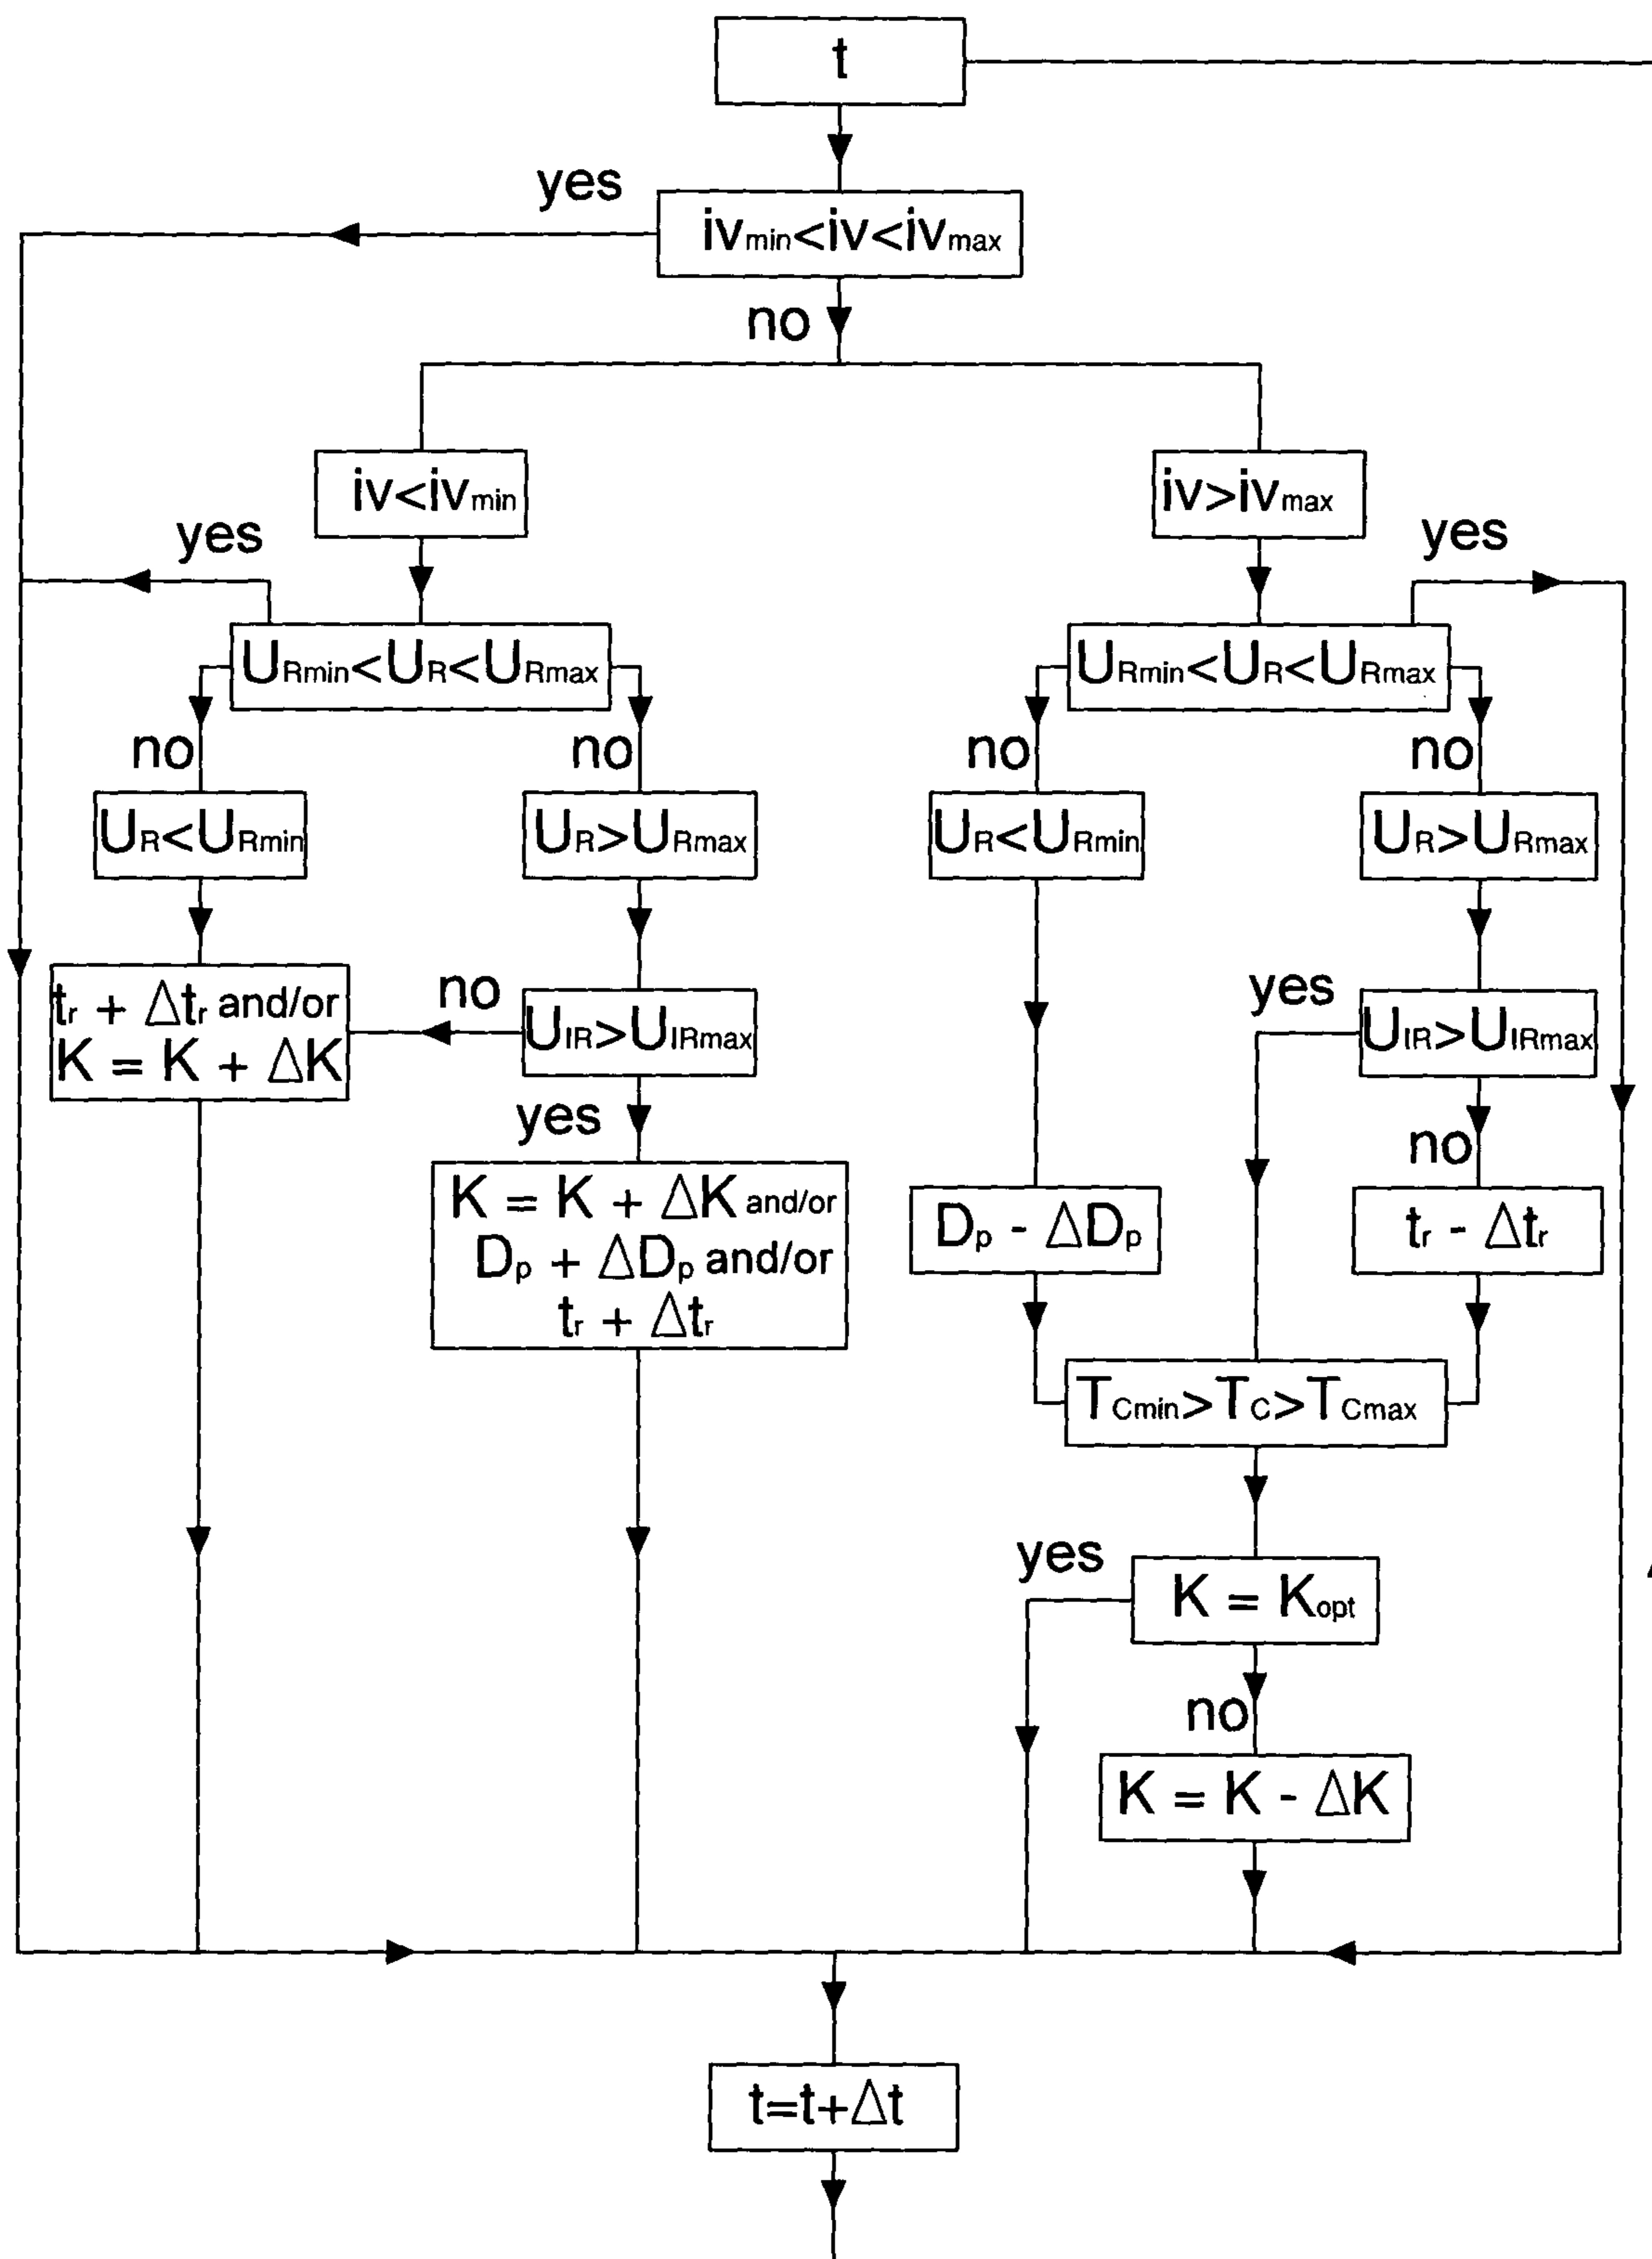 t
yes
ivmin<iv<ivmax
no
iv<ivmin
iv>ivmax
yes
yes
URmin<UR<URmax
URmin<UR<URmax
no
no
no
no
UR<URmin
UR>URmax
UR<URmin
UR>URmax
tr + Δtr and/or
K = K + ΔK
no
UIR>UIRmax
yes
UIR>UIRmax
yes
no
K = K + ΔK and/or
Dp + ΔDp and/or
tr + Δtr
Dp - ΔDp
tr - Δtr
TCmin>TC>TCmax
yes
K = Kopt
no
K = K - ΔK
t=t+Δt